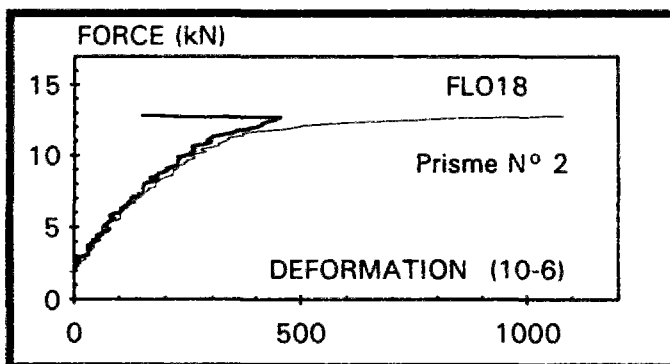 FORCE (kN)
15
FLO18
10
Prisme N° 2
5
DEFORMATION (10-6)
0
0 500 1000